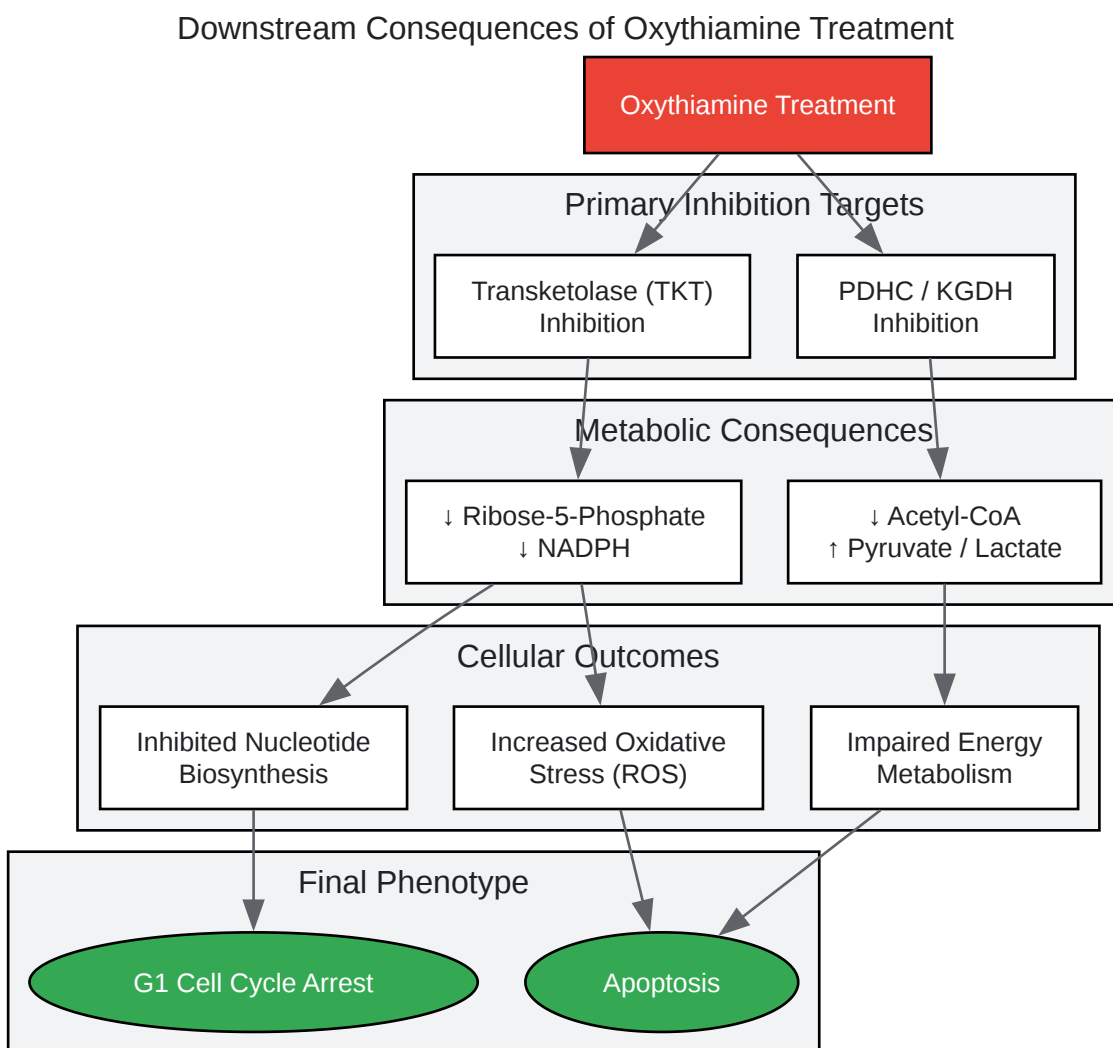 Downstream Consequences of Oxythiamine Treatment
Oxythiamine Treatment
Primary Inhibition Targets
Transketolase (TKT)
Inhibition
PDHC / KGDH
Inhibition
Metabolic Consequences
↓ Ribose-5-Phosphate
↓ NADPH
↓ Acetyl-CoA
↑ Pyruvate / Lactate
Cellular Outcomes
Inhibited Nucleotide
Biosynthesis
Increased Oxidative
Stress (ROS)
Impaired Energy
Metabolism
Final Phenotype
G1 Cell Cycle Arrest
Apoptosis